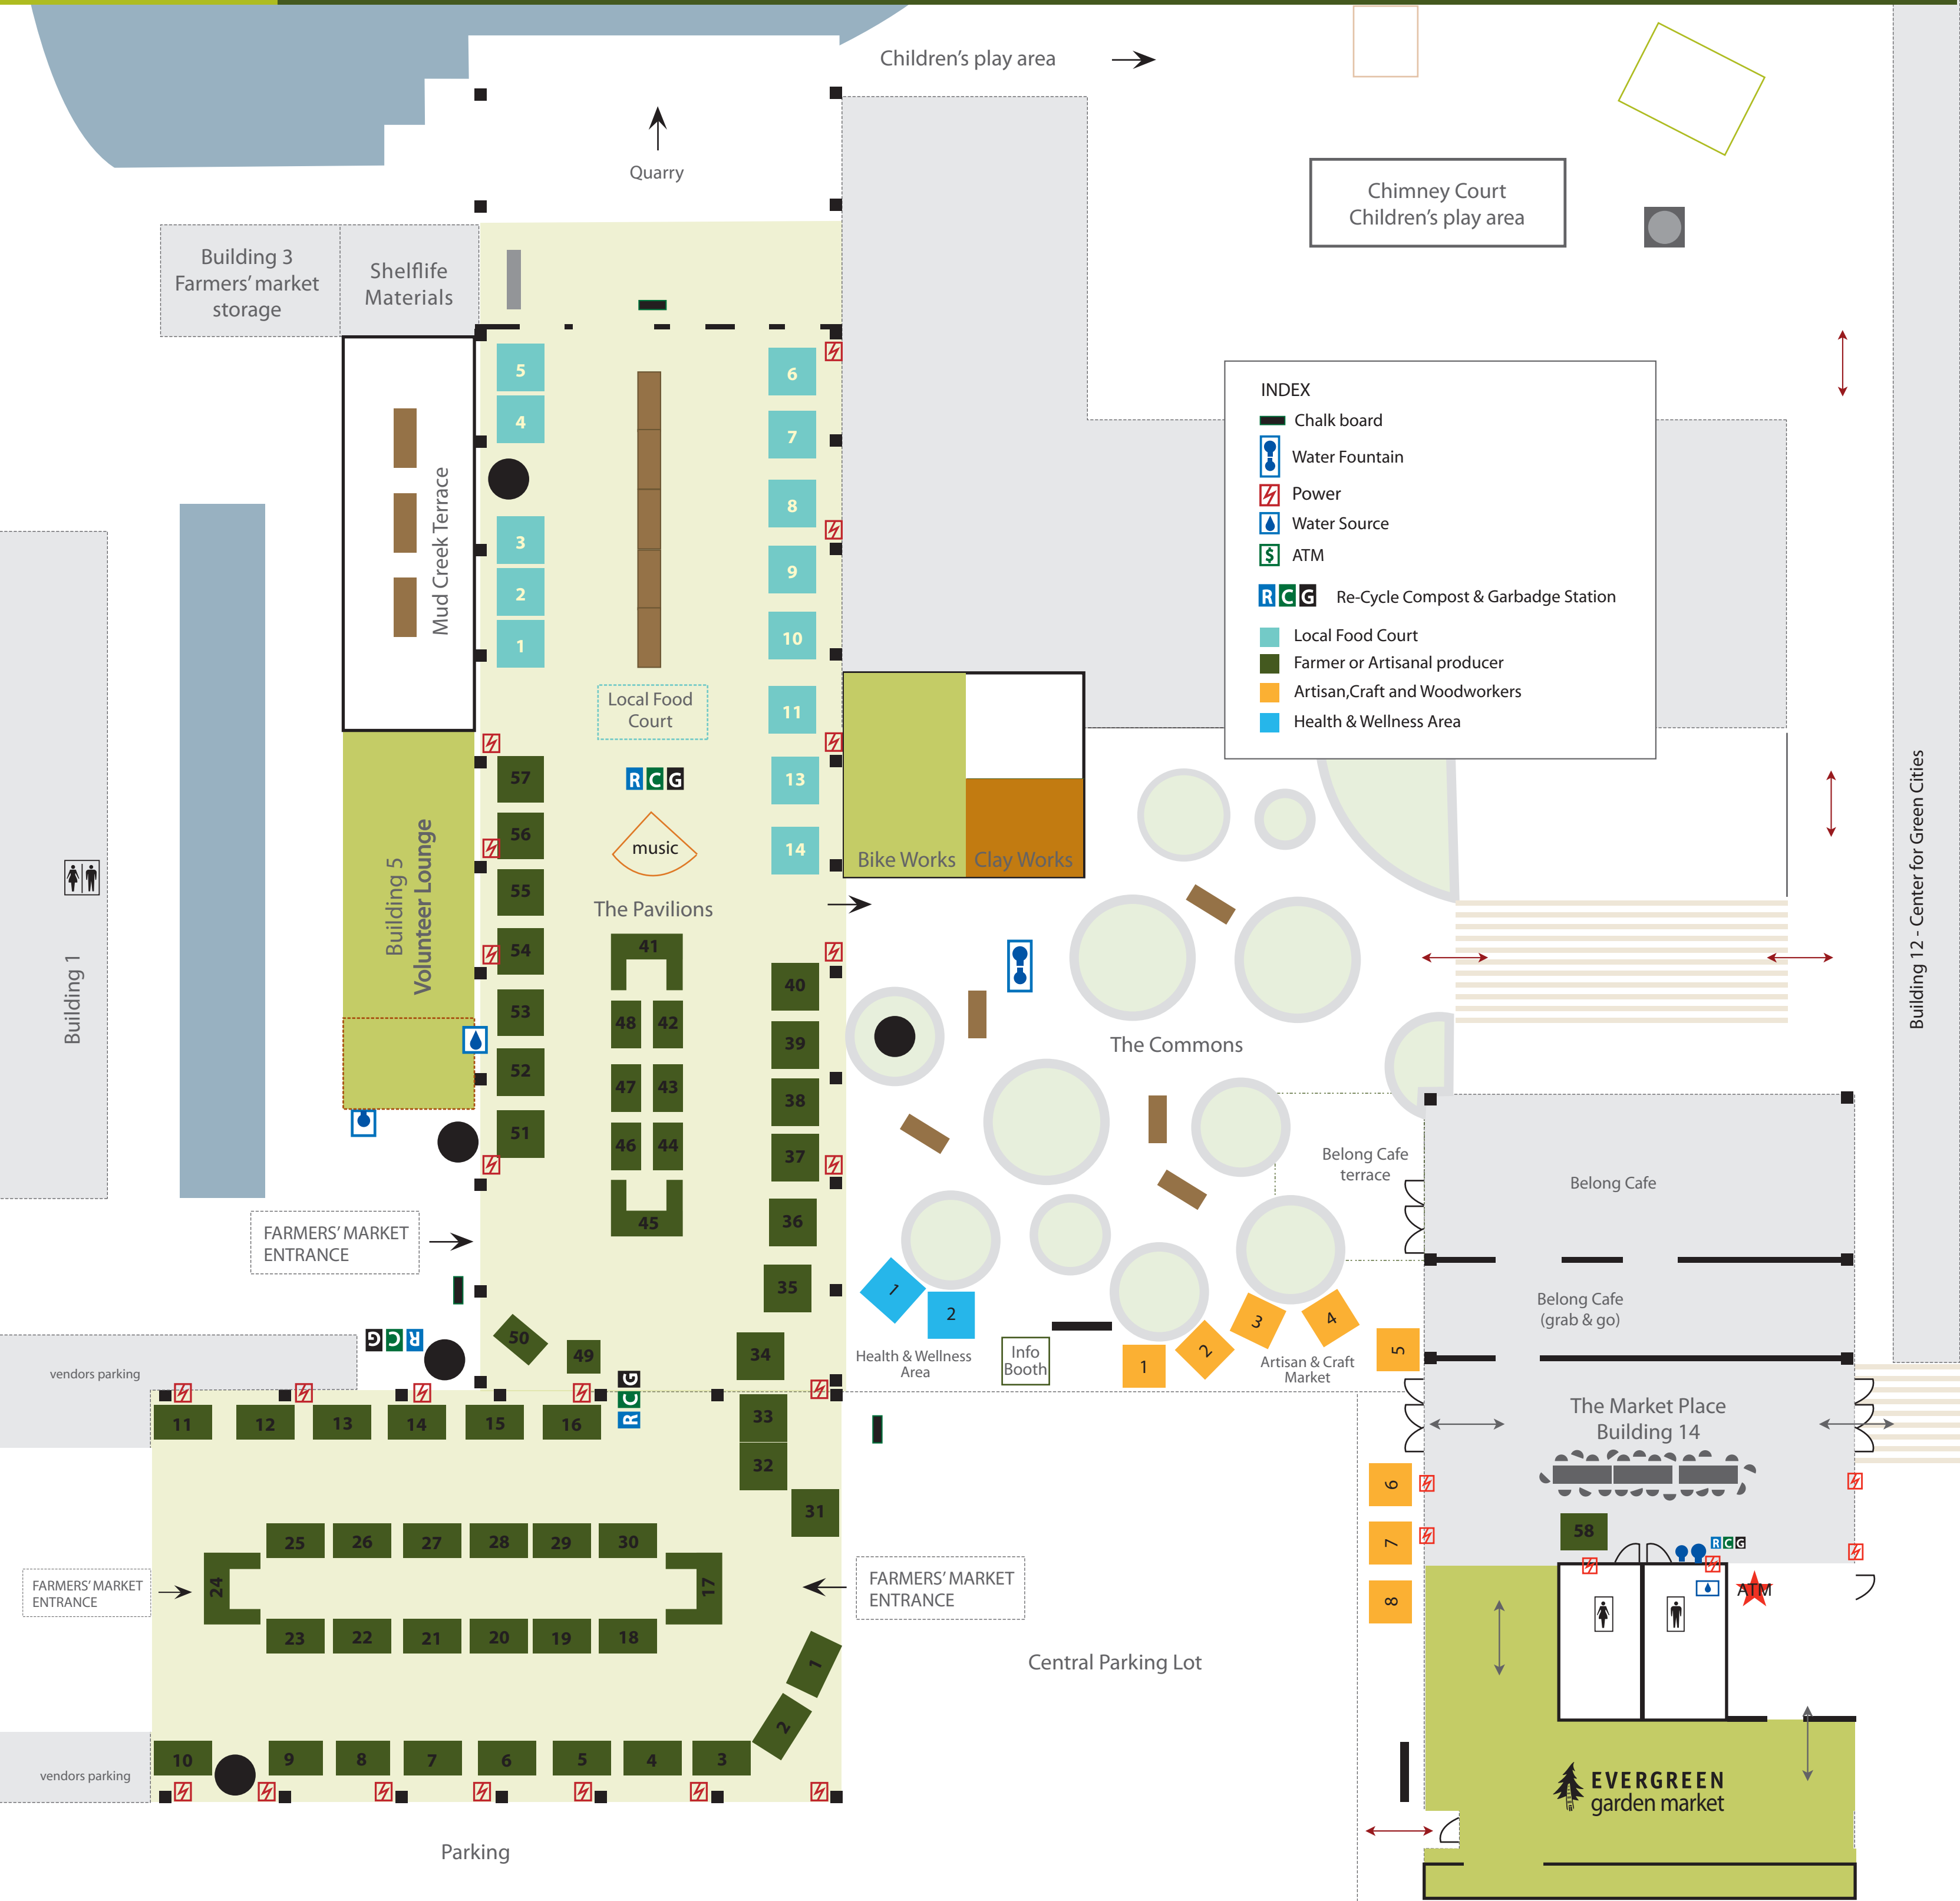 Children's play area
Quarry
Chimney Court
Children's play area
Building 3
Farmers' market
storage
Shelflife
Materials
INDEX
Chalk board
Water Fountain
Power
Water Source
$ ATM
R C G Re-Cycle Compost & Garbadge Station
Local Food Court
Farmer or Artisanal producer
Artisan,Craft and Woodworkers
Health & Wellness Area
5
4
3
2
1
6
7
8
9
10
11
13
14
Mud Creek Terrace
Local Food
Court
R C G
music
The Pavilions
Bike Works
Clay Works
Building 12 - Center for Green Cities
Building 1
Building 5
Volunteer Lounge
57
56
55
54
53
52
51
41
48
42
47
43
46
44
45
40
39
38
37
36
35
34
33
32
31
50
49
The Commons
Belong Cafe
terrace
Belong Cafe
Belong Cafe
(grab & go)
FARMERS' MARKET
ENTRANCE
R C G
vendors parking
1
2
Health & Wellness
Area
Info
Booth
1
2
3
4
5
Artisan & Craft
Market
6
7
8
The Market Place
Building 14
58
R C G
ATM
R C G
11
12
13
14
15
16
25
26
27
28
29
30
24
17
23
22
21
20
19
18
FARMERS' MARKET
ENTRANCE
FARMERS' MARKET
ENTRANCE
Central Parking Lot
1
2
10
9
8
7
6
5
4
3
vendors parking
Parking
EVERGREEN
garden market